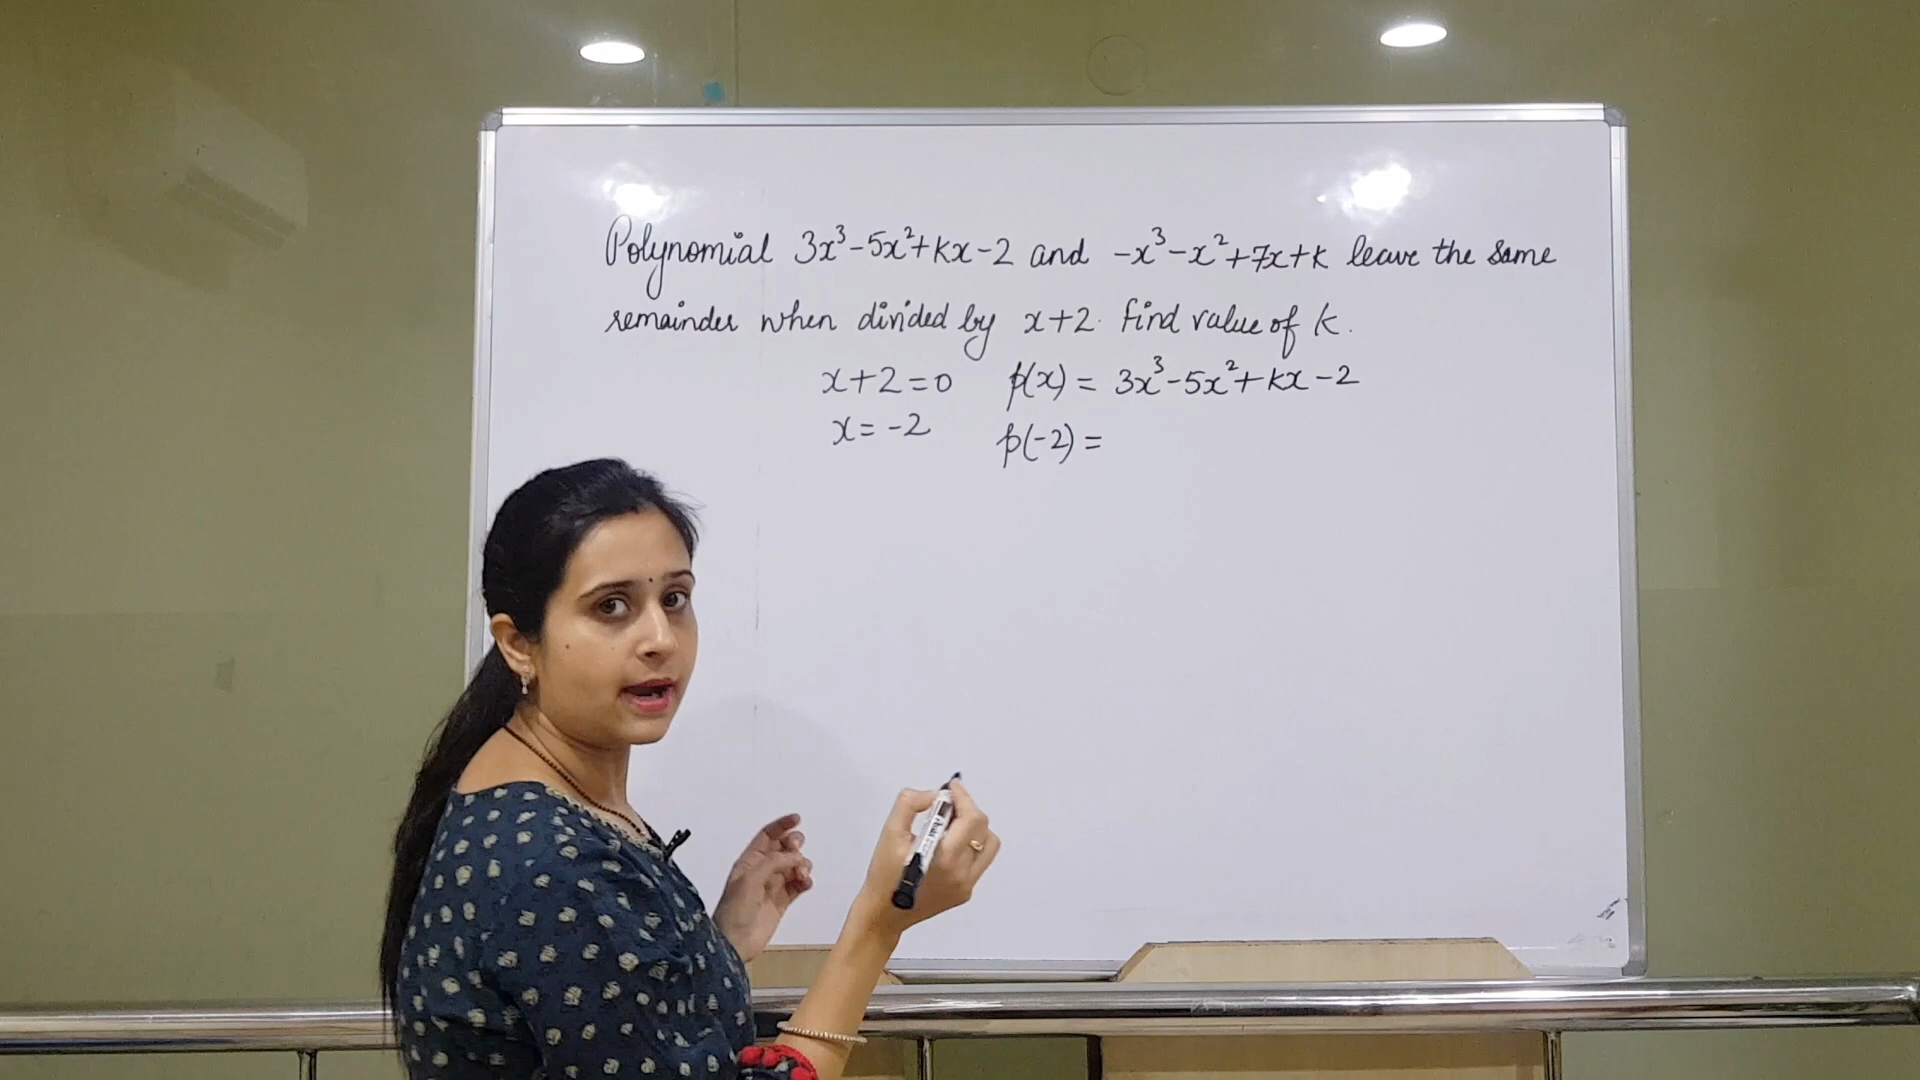 Polynomial 3x³-5x²+kx-2 and -x³-x²+7x+k leave the same
remainder when divided by x+2. Find value of k.
x+2=0 p(x) = 3x³-5x²+kx-2
x=-2 p(-2) =